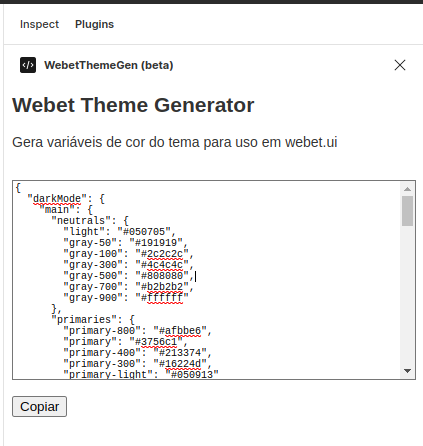 Inspect Plugins
</> WebetThemeGen (beta)
Webet Theme Generator
Gera variáveis de cor do tema para uso em webet.ui
{
  "darkMode": {
    "main": {
      "neutrals": {
        "light": "#050705",
        "gray-50": "#191919",
        "gray-100": "#2c2c2c",
        "gray-300": "#4c4c4c",
        "gray-500": "#808080",
        "gray-700": "#b2b2b2",
        "gray-900": "#ffffff"
      },
      "primaries": {
        "primary-800": "#afbbe6",
        "primary": "#3756c1",
        "primary-400": "#213374",
        "primary-300": "#16224d",
        "primary-light": "#050913"
Copiar